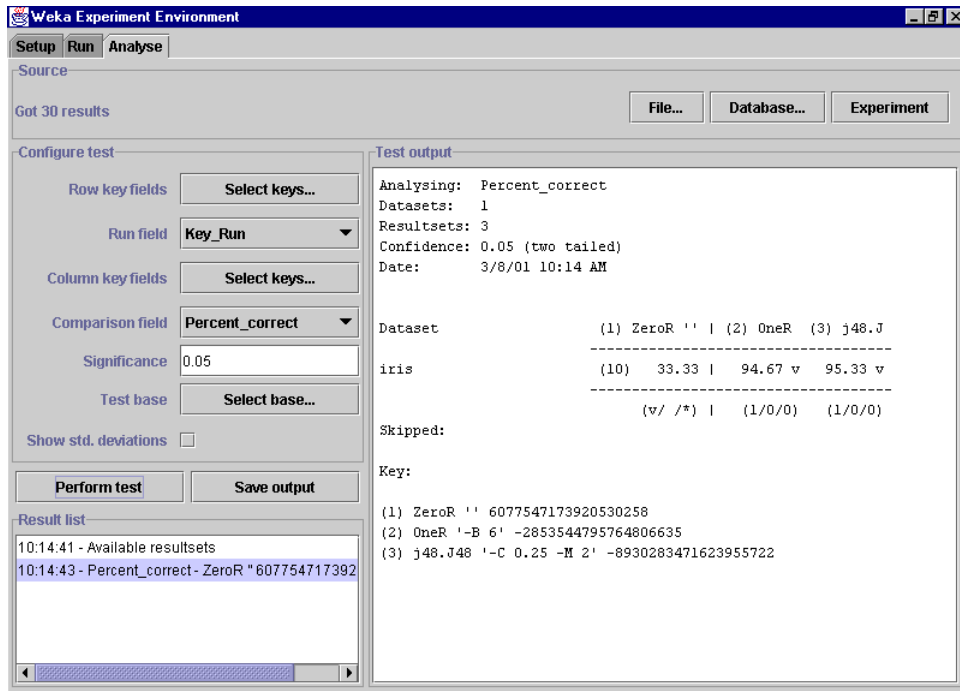 Weka Experiment Environment
Setup Run Analyse
Source
Got 30 results
File... Database... Experiment
Configure test
Row key fields Select keys...
Run field Key_Run
Column key fields Select keys...
Comparison field Percent_correct
Significance 0.05
Test base Select base...
Show std. deviations
Perform test Save output
Result list
10:14:41 - Available resultsets
10:14:43 - Percent_correct - ZeroR '' 607754717392
Test output
Analysing: Percent_correct
Datasets: 1
Resultsets: 3
Confidence: 0.05 (two tailed)
Date: 3/8/01 10:14 AM
Dataset (1) ZeroR '' | (2) OneR (3) j48.J
------------------------------------
iris (10) 33.33 | 94.67 v 95.33 v
------------------------------------
(v/ /*) | (1/0/0) (1/0/0)
Skipped:
Key:
(1) ZeroR '' 6077547173920530258
(2) OneR '-B 6' -2853544795764806635
(3) j48.J48 '-C 0.25 -M 2' -8930283471623955722